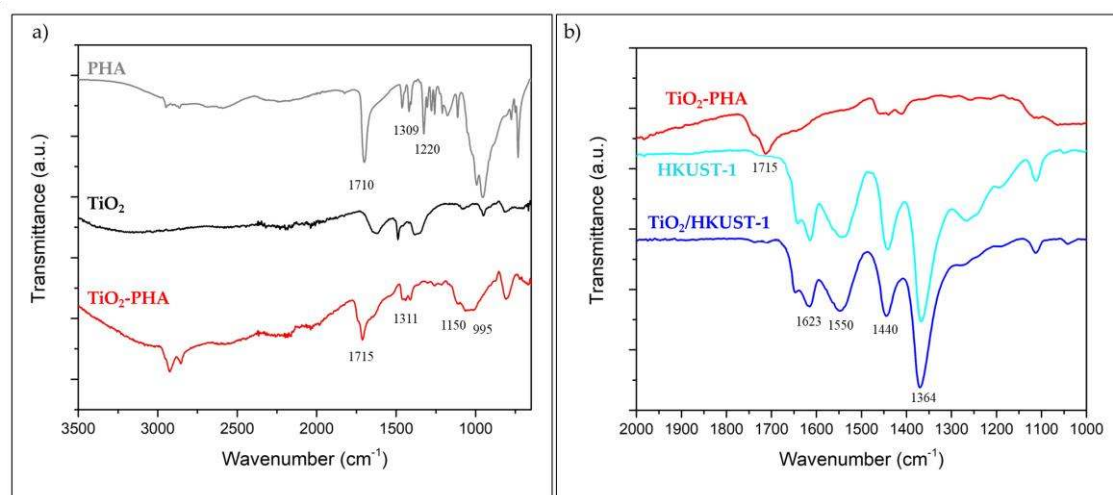 a)
PHA
1309
1220
1710
TiO₂
TiO₂-PHA
1311
1150
995
1715
Transmittance (a.u.)
3500 3000 2500 2000 1500 1000
Wavenumber (cm⁻¹)
b)
TiO₂-PHA
1715
HKUST-1
TiO₂/HKUST-1
1623
1550
1440
1364
Transmittance (a.u.)
2000 1900 1800 1700 1600 1500 1400 1300 1200 1100 1000
Wavenumber (cm⁻¹)